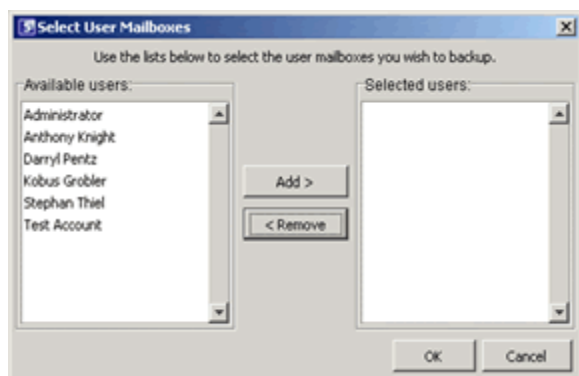 Select User Mailboxes
Use the lists below to select the user mailboxes you wish to backup.
Available users:
Selected users:
Administrator
Anthony Knight
Darryl Pentz
Kobus Grobler
Stephan Thiel
Test Account
Add >
< Remove
OK
Cancel